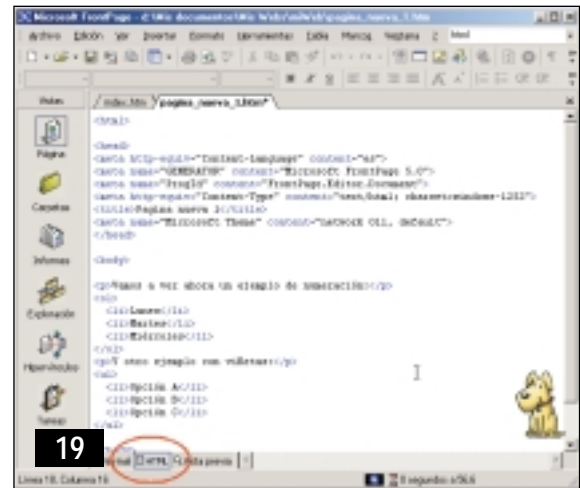 Microsoft FrontPage - d:\Mis documentos\Mis Webs\miWeb\pagina_nueva_1.htm
Archivo Edición Ver Insertar Formato Herramientas Tabla Marcos Ventana ? html
Vistas
index.htm pagina_nueva_1.htm*
<html>
<head>
<meta http-equiv="Content-Language" content="es">
<meta name="GENERATOR" content="Microsoft FrontPage 5.0">
<meta name="ProgId" content="FrontPage.Editor.Document">
<meta http-equiv="Content-Type" content="text/html; charset=windows-1252">
<title>Pagina nueva 1</title>
<meta name="Microsoft Theme" content="network 011, default">
</head>
<body>
<p>Vamos a ver ahora un ejemplo de numeración:</p>
<ol>
<li>Lunes</li>
<li>Martes</li>
<li>Miércoles</li>
</ol>
<p>Y otro ejemplo con viñetas:</p>
<ul>
<li>Opción A</li>
<li>Opción B</li>
<li>Opción C</li>
</ul>
Página
Carpetas
Informes
Exploración
Hipervínculos
Tareas
19
HTML Vista previa
Línea 18, Columna 16
segundos a 56,6